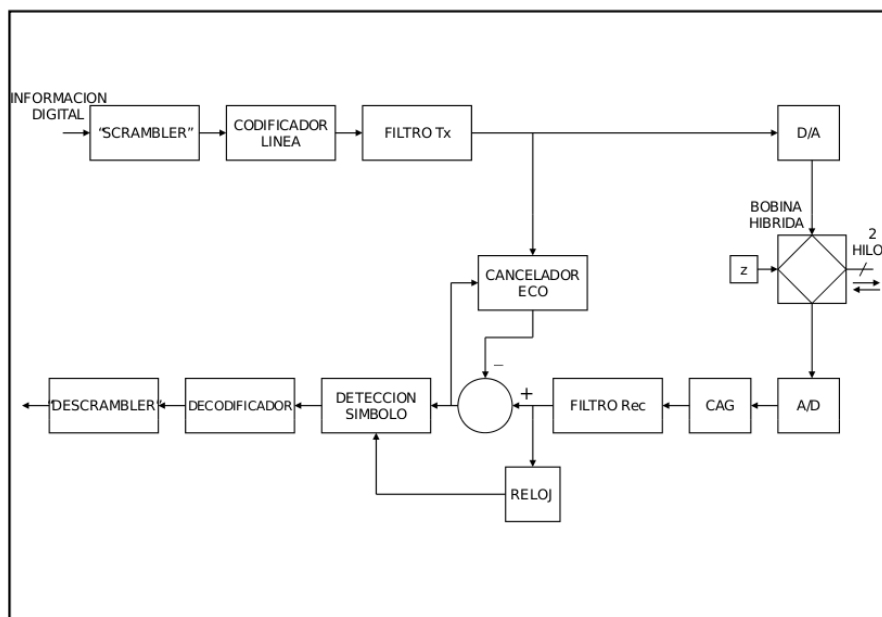 INFORMACION
DIGITAL
"SCRAMBLER"
CODIFICADOR
LINEA
FILTRO Tx
D/A
BOBINA
HIBRIDA
2
HILO
z
CANCELADOR
ECO
−
+
"DESCRAMBLER"
DECODIFICADOR
DETECCION
SIMBOLO
FILTRO Rec
CAG
A/D
RELOJ